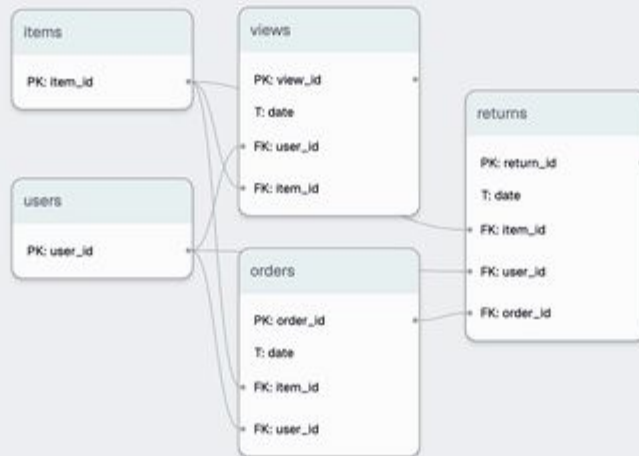 items
PK: item_id
users
PK: user_id
views
PK: view_id
T: date
FK: user_id
FK: item_id
orders
PK: order_id
T: date
FK: item_id
FK: user_id
returns
PK: return_id
T: date
FK: item_id
FK: user_id
FK: order_id